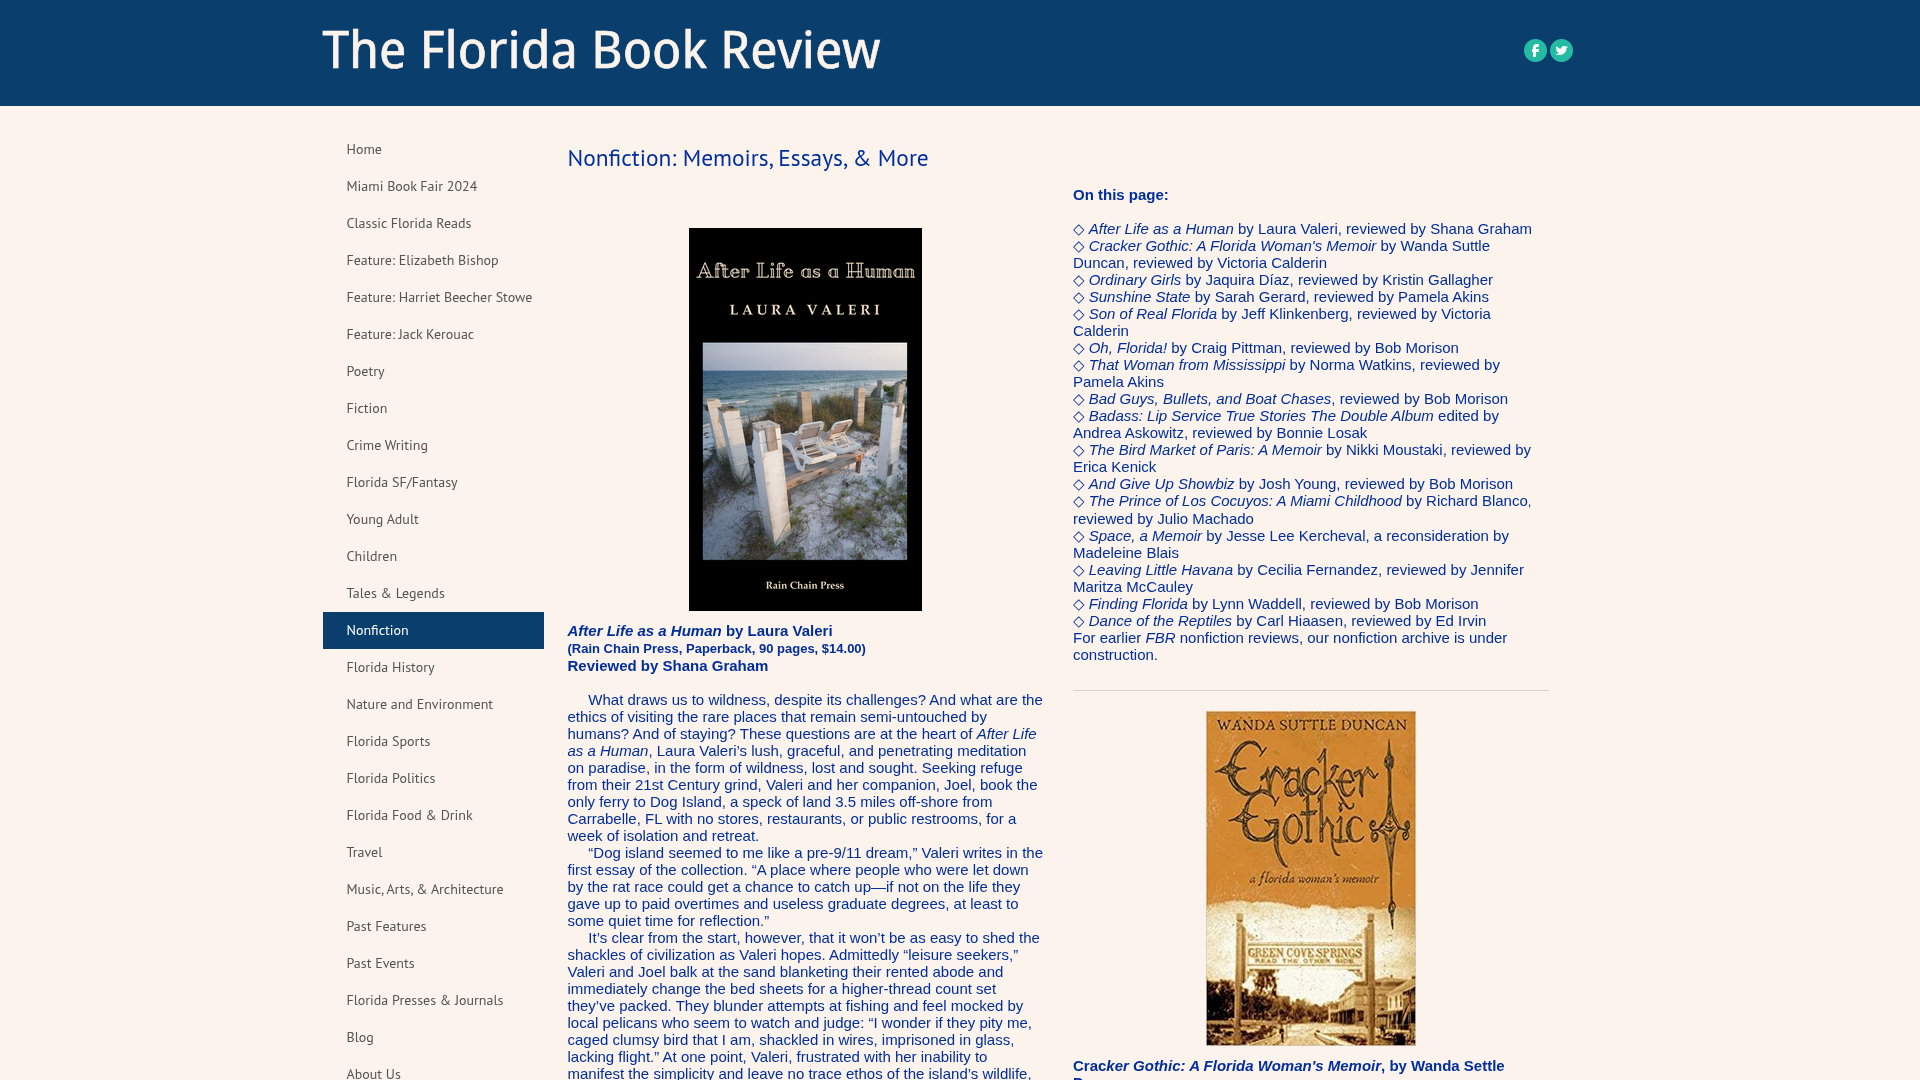 The Florida Book Review
Home
Miami Book Fair 2024
Classic Florida Reads
Feature: Elizabeth Bishop
Feature: Harriet Beecher Stowe
Feature: Jack Kerouac
Poetry
Fiction
Crime Writing
Florida SF/Fantasy
Young Adult
Children
Tales & Legends
Nonfiction
Florida History
Nature and Environment
Florida Sports
Florida Politics
Florida Food & Drink
Travel
Music, Arts, & Architecture
Past Features
Past Events
Florida Presses & Journals
Blog
About Us
Nonfiction: Memoirs, Essays, & More
After Life as a Human
LAURA VALERI
Rain Chain Press
After Life as a Human by Laura Valeri
(Rain Chain Press, Paperback, 90 pages, $14.00)
Reviewed by Shana Graham
What draws us to wildness, despite its challenges? And what are the
ethics of visiting the rare places that remain semi-untouched by
humans? And of staying? These questions are at the heart of After Life
as a Human, Laura Valeri’s lush, graceful, and penetrating meditation
on paradise, in the form of wildness, lost and sought. Seeking refuge
from their 21st Century grind, Valeri and her companion, Joel, book the
only ferry to Dog Island, a speck of land 3.5 miles off-shore from
Carrabelle, FL with no stores, restaurants, or public restrooms, for a
week of isolation and retreat.
“Dog island seemed to me like a pre-9/11 dream,” Valeri writes in the
first essay of the collection. “A place where people who were let down
by the rat race could get a chance to catch up—if not on the life they
gave up to paid overtimes and useless graduate degrees, at least to
some quiet time for reflection.”
It’s clear from the start, however, that it won’t be as easy to shed the
shackles of civilization as Valeri hopes. Admittedly “leisure seekers,”
Valeri and Joel balk at the sand blanketing their rented abode and
immediately change the bed sheets for a higher-thread count set
they’ve packed. They blunder attempts at fishing and feel mocked by
local pelicans who seem to watch and judge: “I wonder if they pity me,
caged clumsy bird that I am, shackled in wires, imprisoned in glass,
lacking flight.” At one point, Valeri, frustrated with her inability to
manifest the simplicity and leave no trace ethos of the island’s wildlife,
On this page:
◇ After Life as a Human by Laura Valeri, reviewed by Shana Graham
◇ Cracker Gothic: A Florida Woman's Memoir by Wanda Suttle
Duncan, reviewed by Victoria Calderin
◇ Ordinary Girls by Jaquira Díaz, reviewed by Kristin Gallagher
◇ Sunshine State by Sarah Gerard, reviewed by Pamela Akins
◇ Son of Real Florida by Jeff Klinkenberg, reviewed by Victoria
Calderin
◇ Oh, Florida! by Craig Pittman, reviewed by Bob Morison
◇ That Woman from Mississippi by Norma Watkins, reviewed by
Pamela Akins
◇ Bad Guys, Bullets, and Boat Chases, reviewed by Bob Morison
◇ Badass: Lip Service True Stories The Double Album edited by
Andrea Askowitz, reviewed by Bonnie Losak
◇ The Bird Market of Paris: A Memoir by Nikki Moustaki, reviewed by
Erica Kenick
◇ And Give Up Showbiz by Josh Young, reviewed by Bob Morison
◇ The Prince of Los Cocuyos: A Miami Childhood by Richard Blanco,
reviewed by Julio Machado
◇ Space, a Memoir by Jesse Lee Kercheval, a reconsideration by
Madeleine Blais
◇ Leaving Little Havana by Cecilia Fernandez, reviewed by Jennifer
Maritza McCauley
◇ Finding Florida by Lynn Waddell, reviewed by Bob Morison
◇ Dance of the Reptiles by Carl Hiaasen, reviewed by Ed Irvin
For earlier FBR nonfiction reviews, our nonfiction archive is under
construction.
WANDA SUTTLE DUNCAN
Cracker
Gothic
a florida woman's memoir
GREEN COVE SPRINGS
READ THE OTHER SIDE
Cracker Gothic: A Florida Woman's Memoir, by Wanda Settle